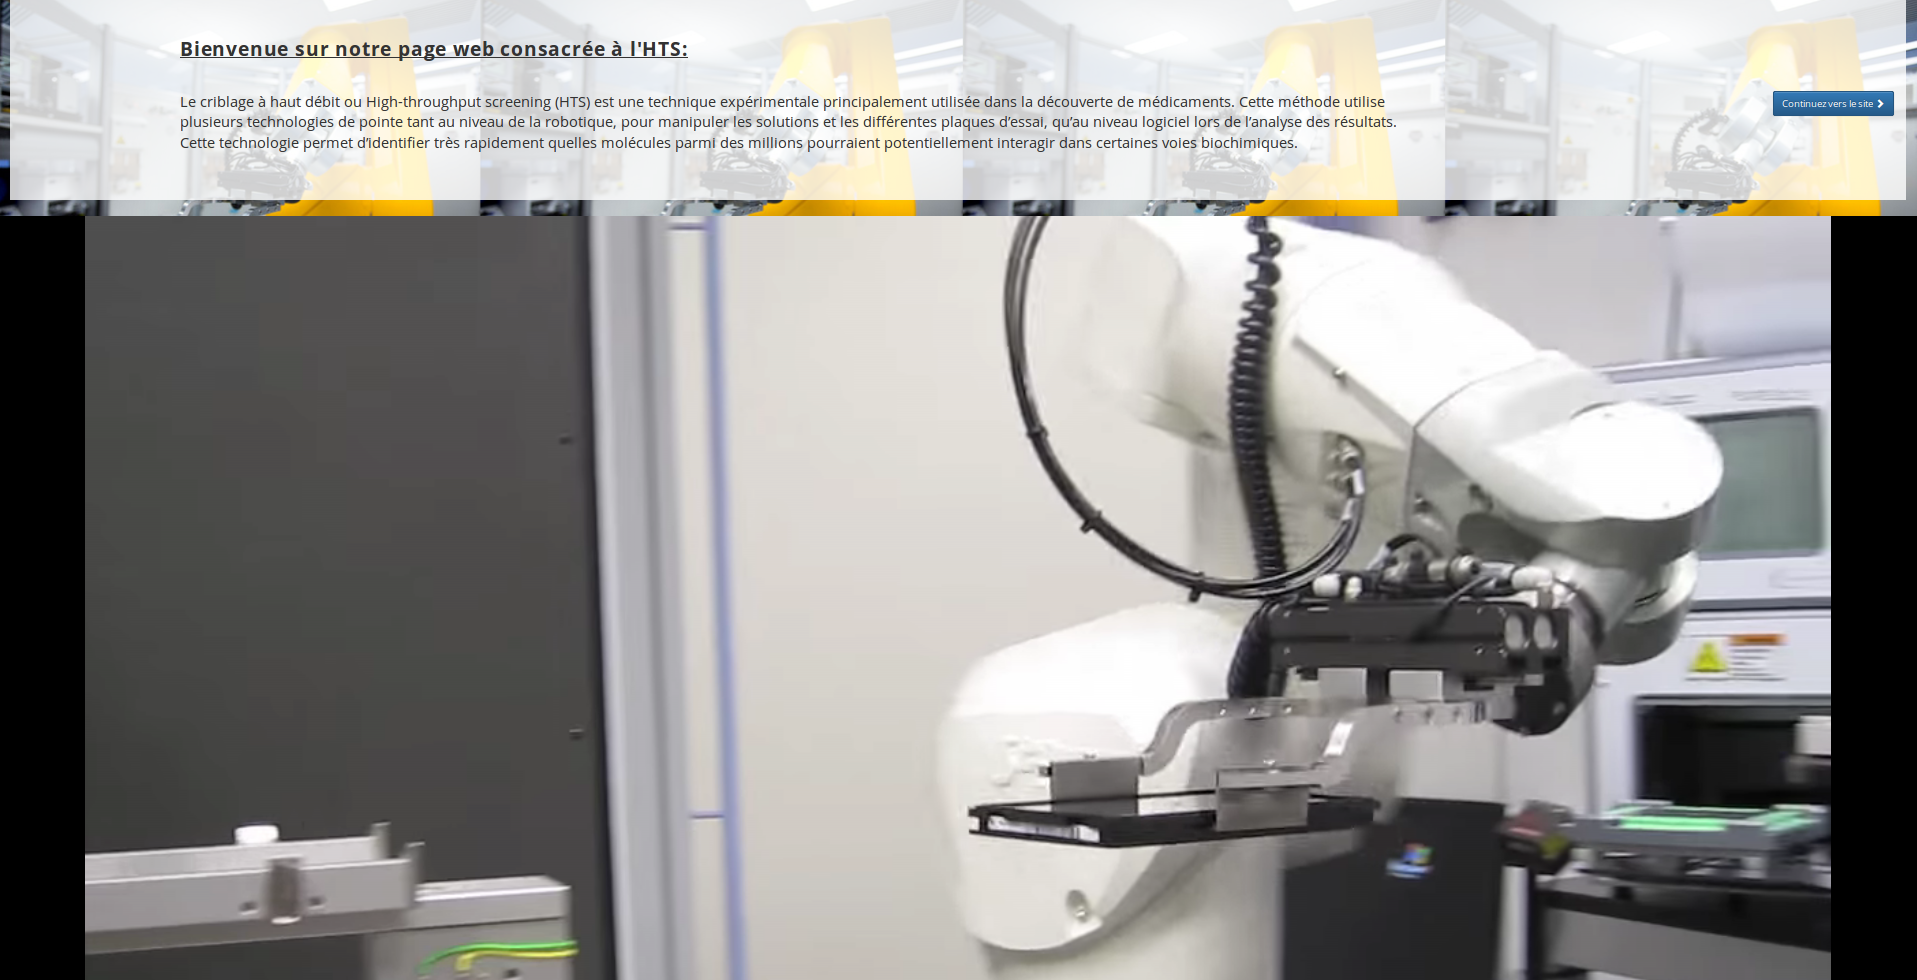 Bienvenue sur notre page web consacrée à l'HTS:
Le criblage à haut débit ou High-throughput screening (HTS) est une technique expérimentale principalement utilisée dans la découverte de médicaments. Cette méthode utilise
plusieurs technologies de pointe tant au niveau de la robotique, pour manipuler les solutions et les différentes plaques d’essai, qu’au niveau logiciel lors de l’analyse des résultats.
Cette technologie permet d’identifier très rapidement quelles molécules parmi des millions pourraient potentiellement interagir dans certaines voies biochimiques.
Continuez vers le site